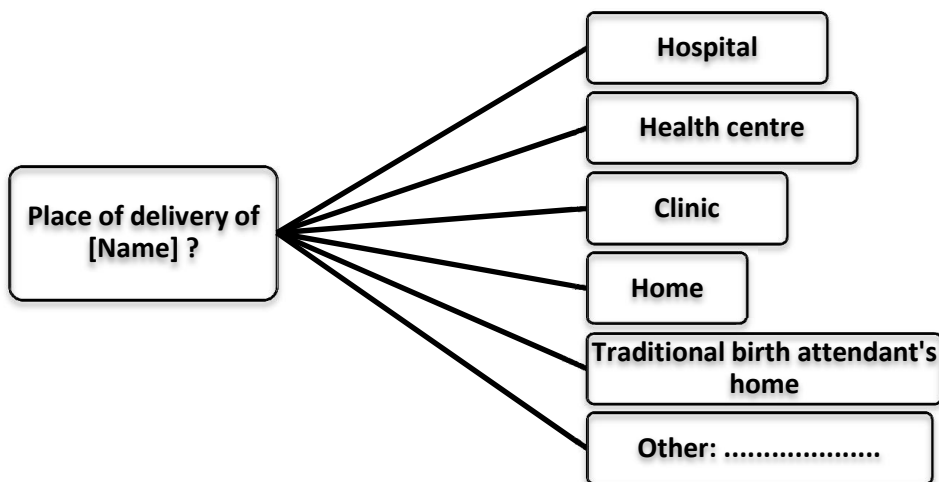 Place of delivery of
[Name] ?
Hospital
Health centre
Clinic
Home
Traditional birth attendant's
home
Other: ....................